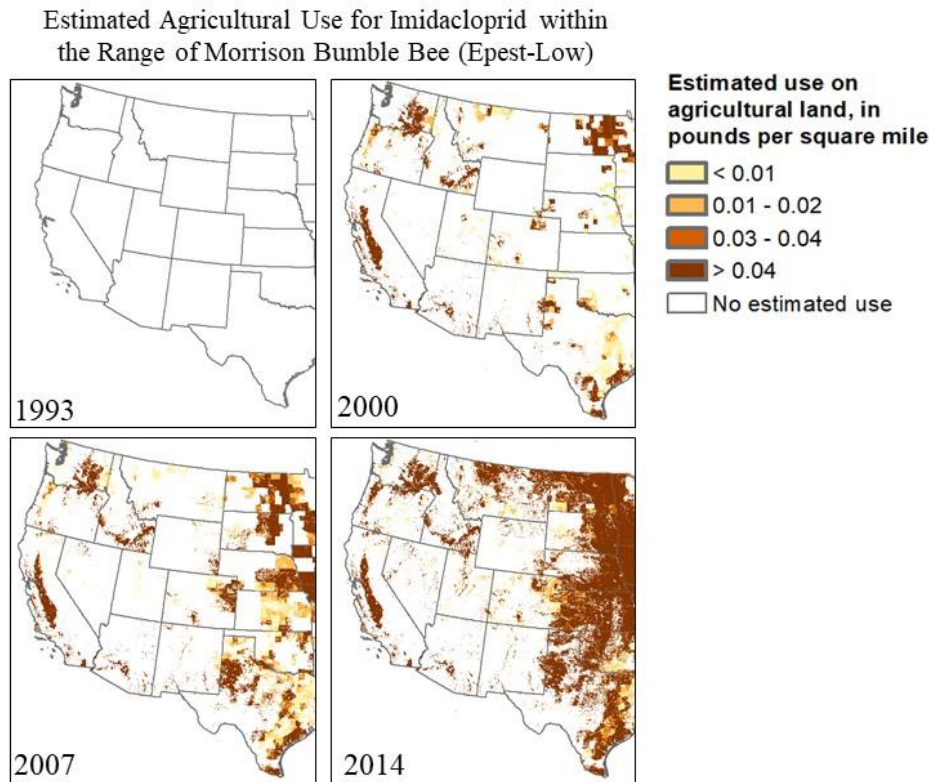 Estimated Agricultural Use for Imidacloprid within
the Range of Morrison Bumble Bee (Epest-Low)
Estimated use on
agricultural land, in
pounds per square mile
< 0.01
0.01 - 0.02
0.03 - 0.04
> 0.04
No estimated use
1993
2000
2007
2014